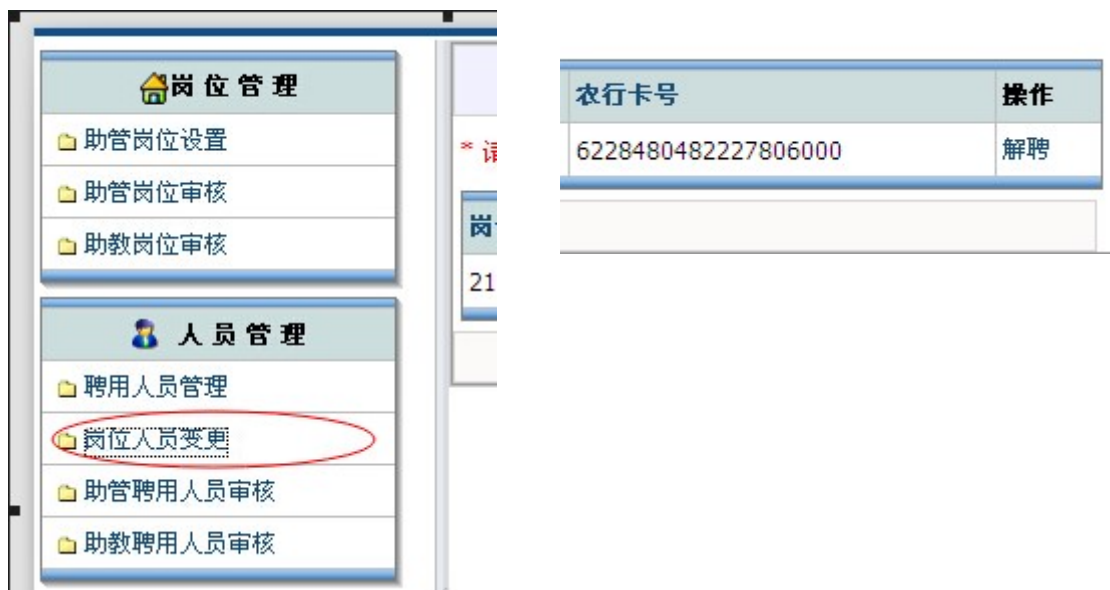 岗位管理
助管岗位设置
助管岗位审核
助教岗位审核
人员管理
聘用人员管理
岗位人员变更
助管聘用人员审核
助教聘用人员审核
* 请
岗
21
农行卡号 操作
6228480482227806000 解聘